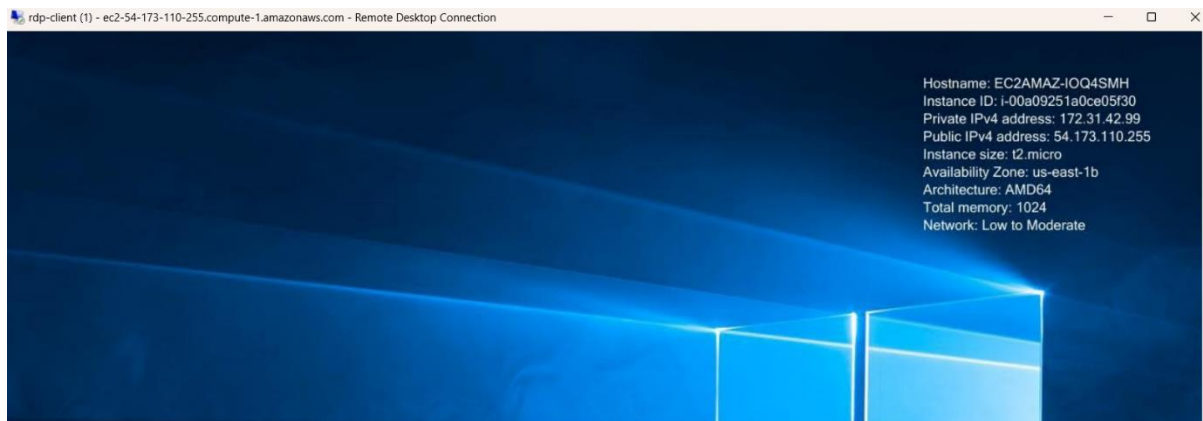 rdp-client (1) - ec2-54-173-110-255.compute-1.amazonaws.com - Remote Desktop Connection
Hostname: EC2AMAZ-IOQ4SMH
Instance ID: i-00a09251a0ce05f30
Private IPv4 address: 172.31.42.99
Public IPv4 address: 54.173.110.255
Instance size: t2.micro
Availability Zone: us-east-1b
Architecture: AMD64
Total memory: 1024
Network: Low to Moderate